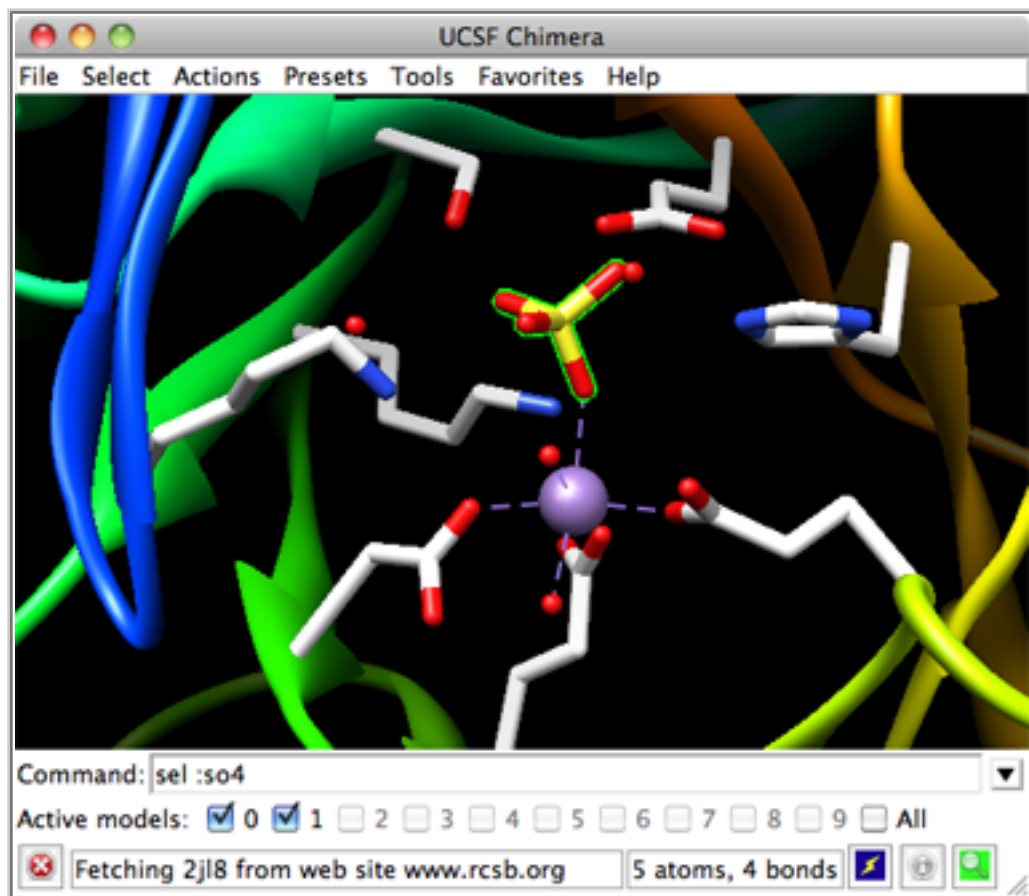 UCSF Chimera
File Select Actions Presets Tools Favorites Help
Command: sel :so4
Active models: 0 1 2 3 4 5 6 7 8 9 All
Fetching 2jl8 from web site www.rcsb.org 5 atoms, 4 bonds